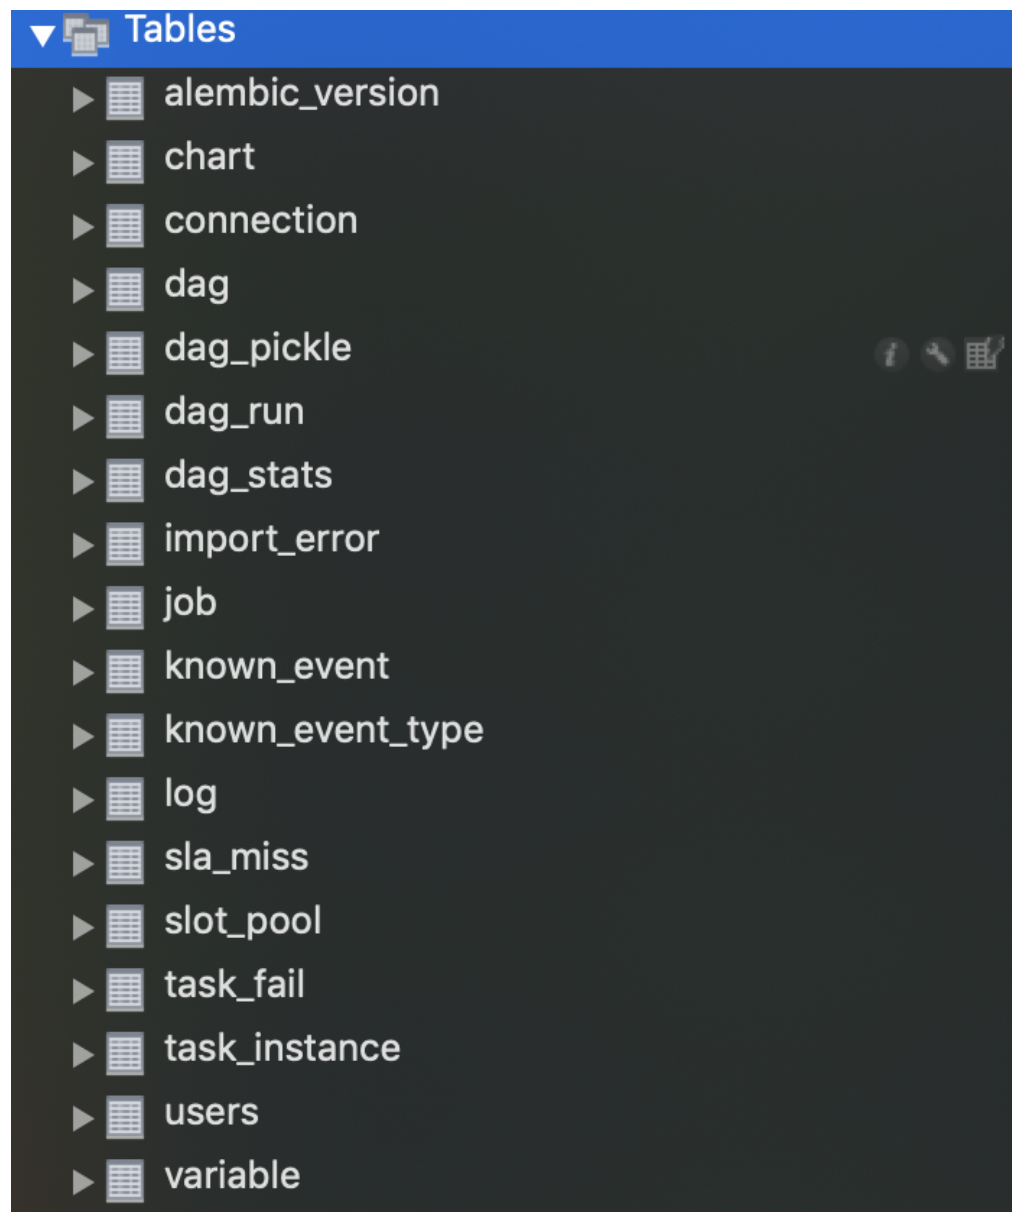 Tables
alembic_version
chart
connection
dag
dag_pickle
dag_run
dag_stats
import_error
job
known_event
known_event_type
log
sla_miss
slot_pool
task_fail
task_instance
users
variable